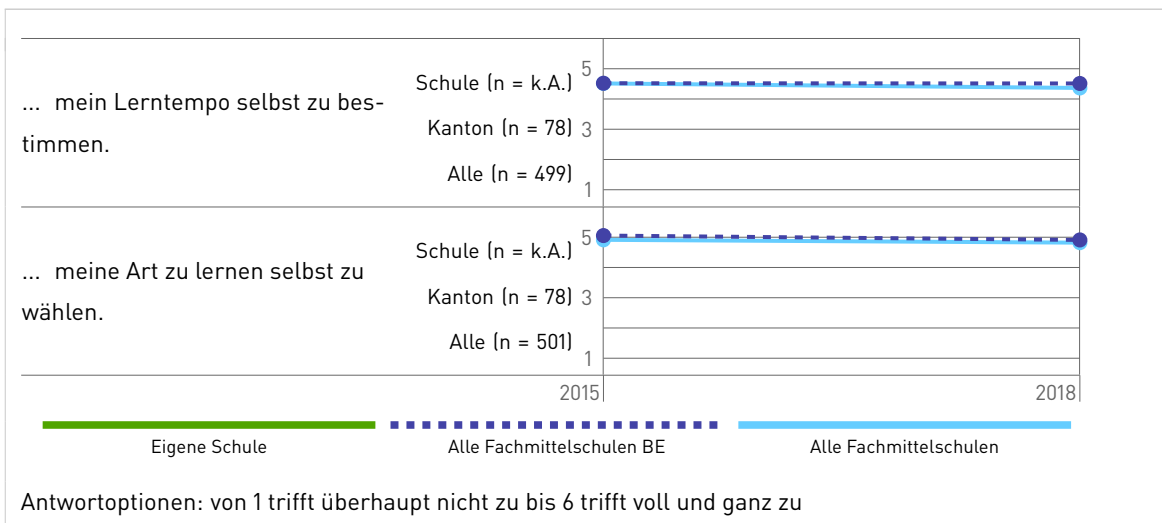 ... mein Lerntempo selbst zu bes-
timmen.
Schule (n = k.A.)
Kanton (n = 78)
Alle (n = 499)
5
3
1
... meine Art zu lernen selbst zu
wählen.
Schule (n = k.A.)
Kanton (n = 78)
Alle (n = 501)
5
3
1
2015 2018
Eigene Schule Alle Fachmittelschulen BE Alle Fachmittelschulen
Antwortoptionen: von 1 trifft überhaupt nicht zu bis 6 trifft voll und ganz zu